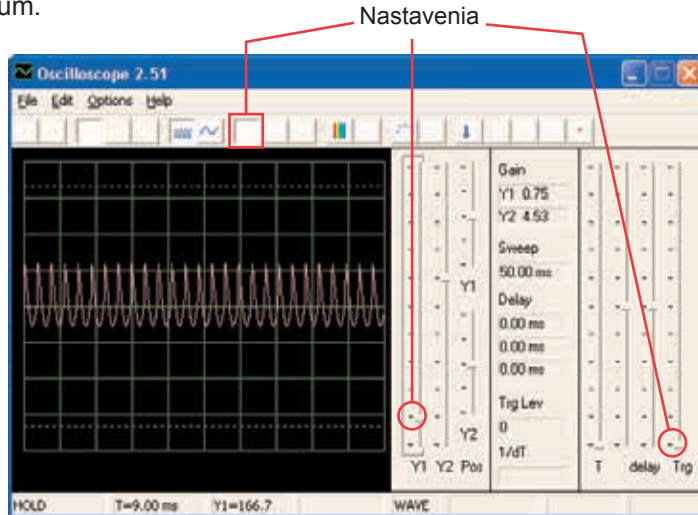 um.
Nastavenia
Oscilloscope 2.51
File Edit Options Help
Gain
Y1 0.75
Y2 4.53
Sweep
50.00 ms
Delay
0.00 ms
0.00 ms
0.00 ms
Trg Lev
0
1/dT
Y1
Y2
Y1 Y2 Pos
T delay Trg
HOLD T=9.00 ms Y1=166.7 WAVE